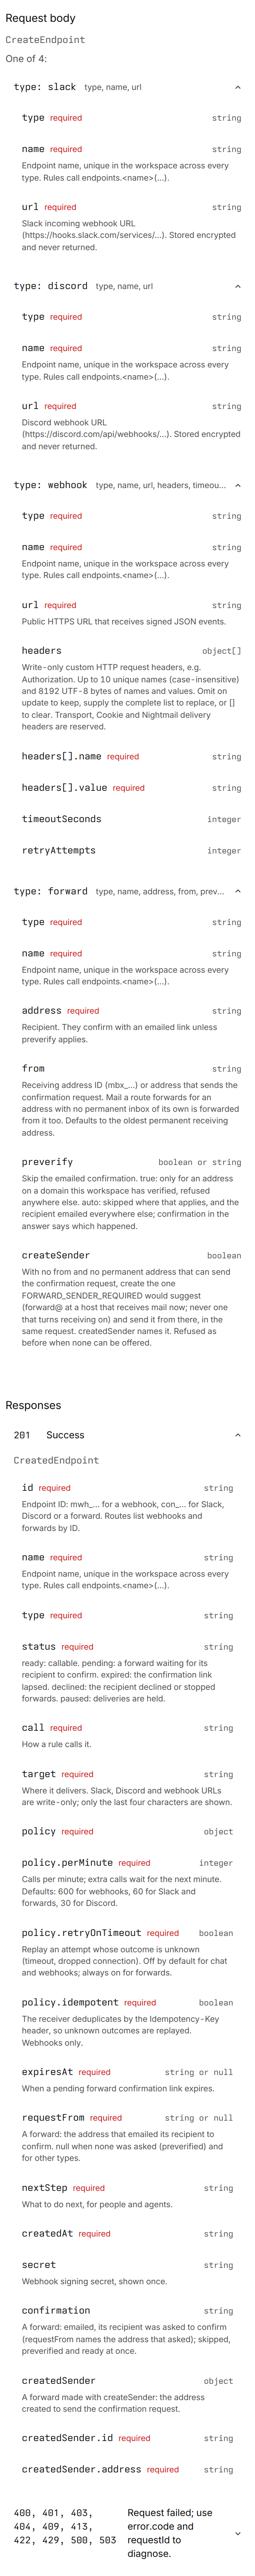 Request body
CreateEndpoint
One of 4:
type: slack type, name, url
type required string
name required string
Endpoint name, unique in the workspace across every
type. Rules call endpoints.<name>(...).
url required string
Slack incoming webhook URL
(https://hooks.slack.com/services/...). Stored encrypted
and never returned.
type: discord type, name, url
type required string
name required string
Endpoint name, unique in the workspace across every
type. Rules call endpoints.<name>(...).
url required string
Discord webhook URL
(https://discord.com/api/webhooks/...). Stored encrypted
and never returned.
type: webhook type, name, url, headers, timeou...
type required string
name required string
Endpoint name, unique in the workspace across every
type. Rules call endpoints.<name>(...).
url required string
Public HTTPS URL that receives signed JSON events.
headers object[]
Write-only custom HTTP request headers, e.g.
Authorization. Up to 10 unique names (case-insensitive)
and 8192 UTF-8 bytes of names and values. Omit on
update to keep, supply the complete list to replace, or []
to clear. Transport, Cookie and Nightmail delivery
headers are reserved.
headers[].name required string
headers[].value required string
timeoutSeconds integer
retryAttempts integer
type: forward type, name, address, from, prev...
type required string
name required string
Endpoint name, unique in the workspace across every
type. Rules call endpoints.<name>(...).
address required string
Recipient. They confirm with an emailed link unless
preverify applies.
from string
Receiving address ID (mbx_...) or address that sends the
confirmation request. Mail a route forwards for an
address with no permanent inbox of its own is forwarded
from it too. Defaults to the oldest permanent receiving
address.
preverify boolean or string
Skip the emailed confirmation. true: only for an address
on a domain this workspace has verified, refused
anywhere else. auto: skipped where that applies, and the
recipient emailed everywhere else; confirmation in the
answer says which happened.
createSender boolean
With no from and no permanent address that can send
the confirmation request, create the one
FORWARD_SENDER_REQUIRED would suggest
(forward@ at a host that receives mail now; never one
that turns receiving on) and send it from there, in the
same request. createdSender names it. Refused as
before when none can be offered.
Responses
201 Success
CreatedEndpoint
id required string
Endpoint ID: mwh_... for a webhook, con_... for Slack,
Discord or a forward. Routes list webhooks and
forwards by ID.
name required string
Endpoint name, unique in the workspace across every
type. Rules call endpoints.<name>(...).
type required string
status required string
ready: callable. pending: a forward waiting for its
recipient to confirm. expired: the confirmation link
lapsed. declined: the recipient declined or stopped
forwards. paused: deliveries are held.
call required string
How a rule calls it.
target required string
Where it delivers. Slack, Discord and webhook URLs
are write-only; only the last four characters are shown.
policy required object
policy.perMinute required integer
Calls per minute; extra calls wait for the next minute.
Defaults: 600 for webhooks, 60 for Slack and
forwards, 30 for Discord.
policy.retryOnTimeout required boolean
Replay an attempt whose outcome is unknown
(timeout, dropped connection). Off by default for chat
and webhooks; always on for forwards.
policy.idempotent required boolean
The receiver deduplicates by the Idempotency-Key
header, so unknown outcomes are replayed.
Webhooks only.
expiresAt required string or null
When a pending forward confirmation link expires.
requestFrom required string or null
A forward: the address that emailed its recipient to
confirm. null when none was asked (preverified) and
for other types.
nextStep required string
What to do next, for people and agents.
createdAt required string
secret string
Webhook signing secret, shown once.
confirmation string
A forward: emailed, its recipient was asked to confirm
(requestFrom names the address that asked); skipped,
preverified and ready at once.
createdSender object
A forward made with createSender: the address
created to send the confirmation request.
createdSender.id required string
createdSender.address required string
400, 401, 403, Request failed; use
404, 409, 413, error.code and
422, 429, 500, 503 requestId to
diagnose.